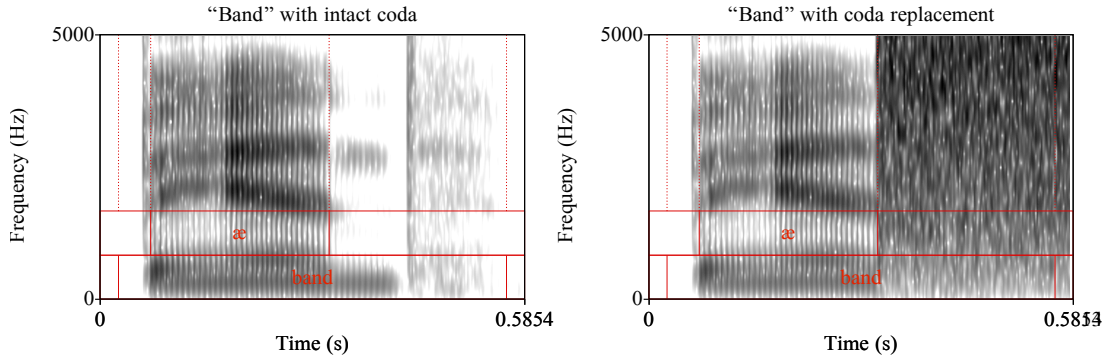 “Band” with intact coda
5000
Frequency (Hz)
æ
band
0
0
0.5854
Time (s)
“Band” with coda replacement
5000
Frequency (Hz)
æ
band
0
0
Time (s)